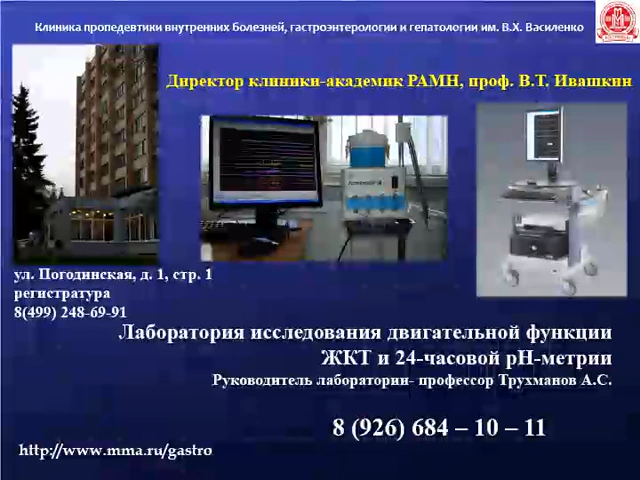 Клиника пропедевтики внутренних болезней, гастроэнтерологии и гепатологии им. В.Х. Василенко
Директор клиники-академик РАМН, проф. В.Т. Ивашкин
ул. Погодинская, д. 1, стр. 1
регистратура
8(499) 248-69-91
Лаборатория исследования двигательной функции
ЖКТ и 24-часовой рН-метрии
Руководитель лаборатории- профессор Трухманов А.С.
8 (926) 684 – 10 – 11
http://www.mma.ru/gastro